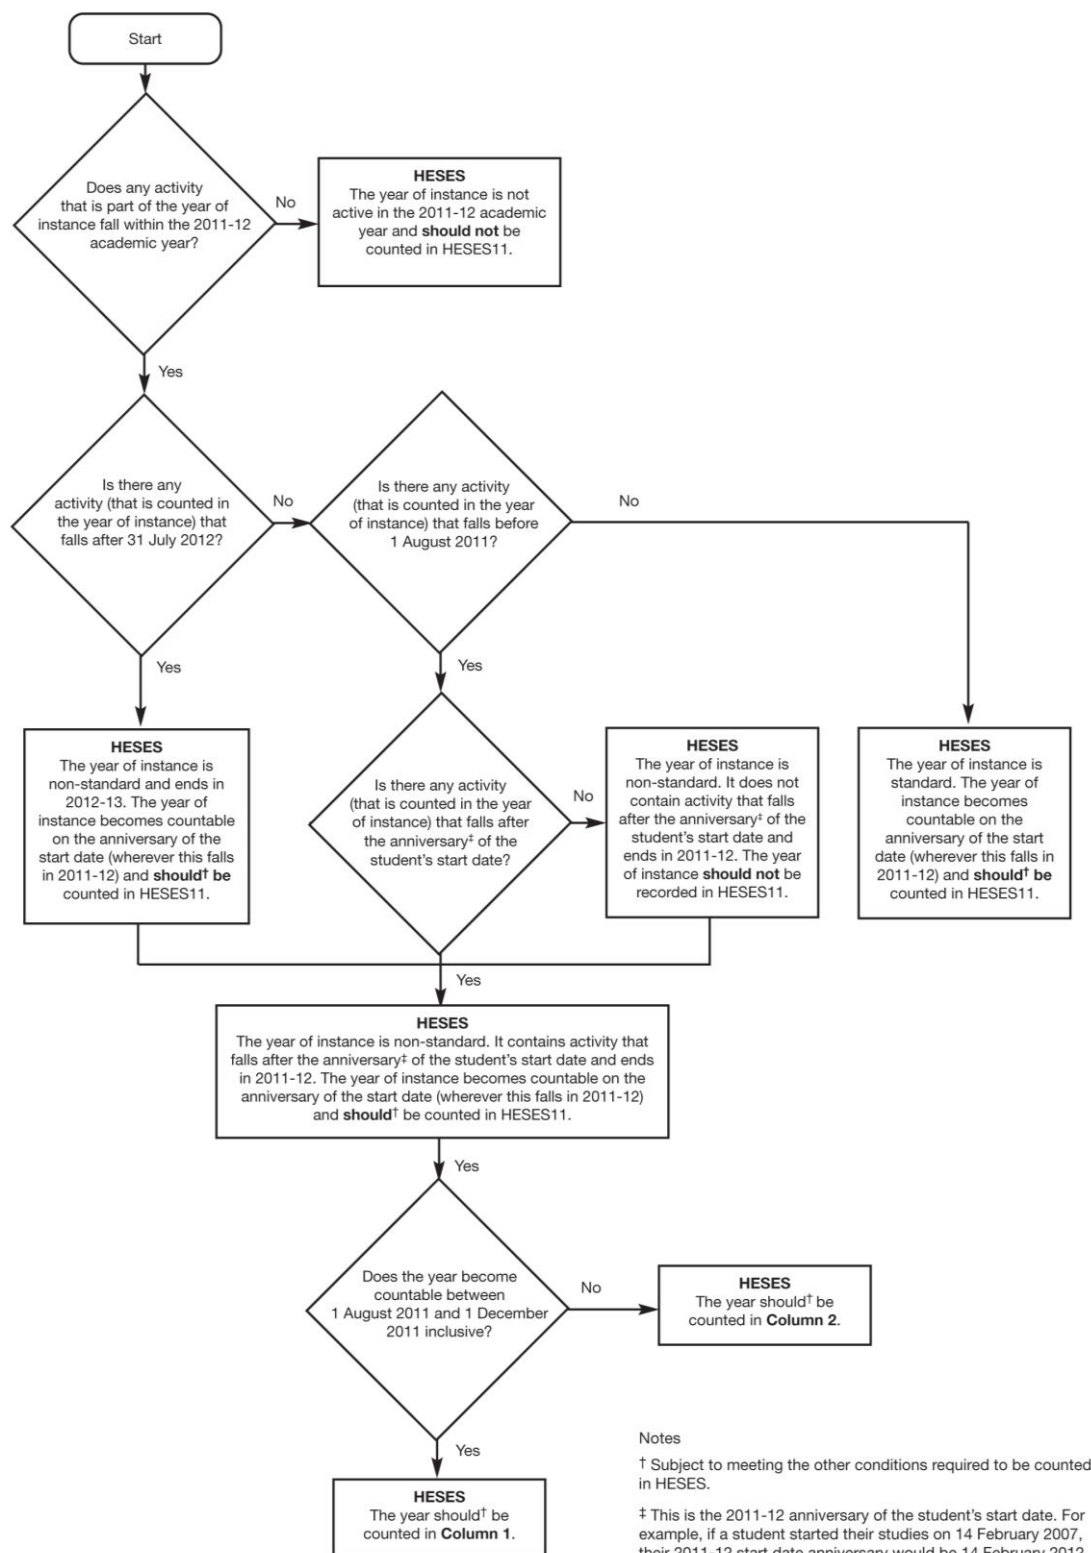 Start
Does any activity
that is part of the year of
instance fall within the 2011-12
academic year?
No
HESES
The year of instance is not
active in the 2011-12 academic
year and should not be
counted in HESES11.
Yes
Is there any
activity (that is counted in
the year of instance) that
falls after 31 July 2012?
No
Is there any activity
(that is counted in the year
of instance) that falls before
1 August 2011?
No
Yes
Yes
HESES
The year of instance is
non-standard and ends in
2012-13. The year of
instance becomes countable
on the anniversary of the
start date (wherever this falls
in 2011-12) and should† be
counted in HESES11.
Is there any activity
(that is counted in the year
of instance) that falls after
the anniversary‡ of the
student’s start date?
No
HESES
The year of instance is
non-standard. It does not
contain activity that falls
after the anniversary‡ of the
student’s start date and
ends in 2011-12. The year
of instance should not be
recorded in HESES11.
HESES
The year of instance is
standard. The year of
instance becomes
countable on the
anniversary of the start
date (wherever this falls in
2011-12) and should† be
counted in HESES11.
Yes
HESES
The year of instance is non-standard. It contains activity that
falls after the anniversary‡ of the student’s start date and ends
in 2011-12. The year of instance becomes countable on the
anniversary of the start date (wherever this falls in 2011-12)
and should† be counted in HESES11.
Yes
Does the year become
countable between
1 August 2011 and 1 December
2011 inclusive?
No
HESES
The year should† be
counted in Column 2.
Yes
HESES
The year should† be
counted in Column 1.
Notes
† Subject to meeting the other conditions required to be counted
in HESES.
‡ This is the 2011-12 anniversary of the student’s start date. For
example, if a student started their studies on 14 February 2007,
their 2011-12 start date anniversary would be 14 February 2012.